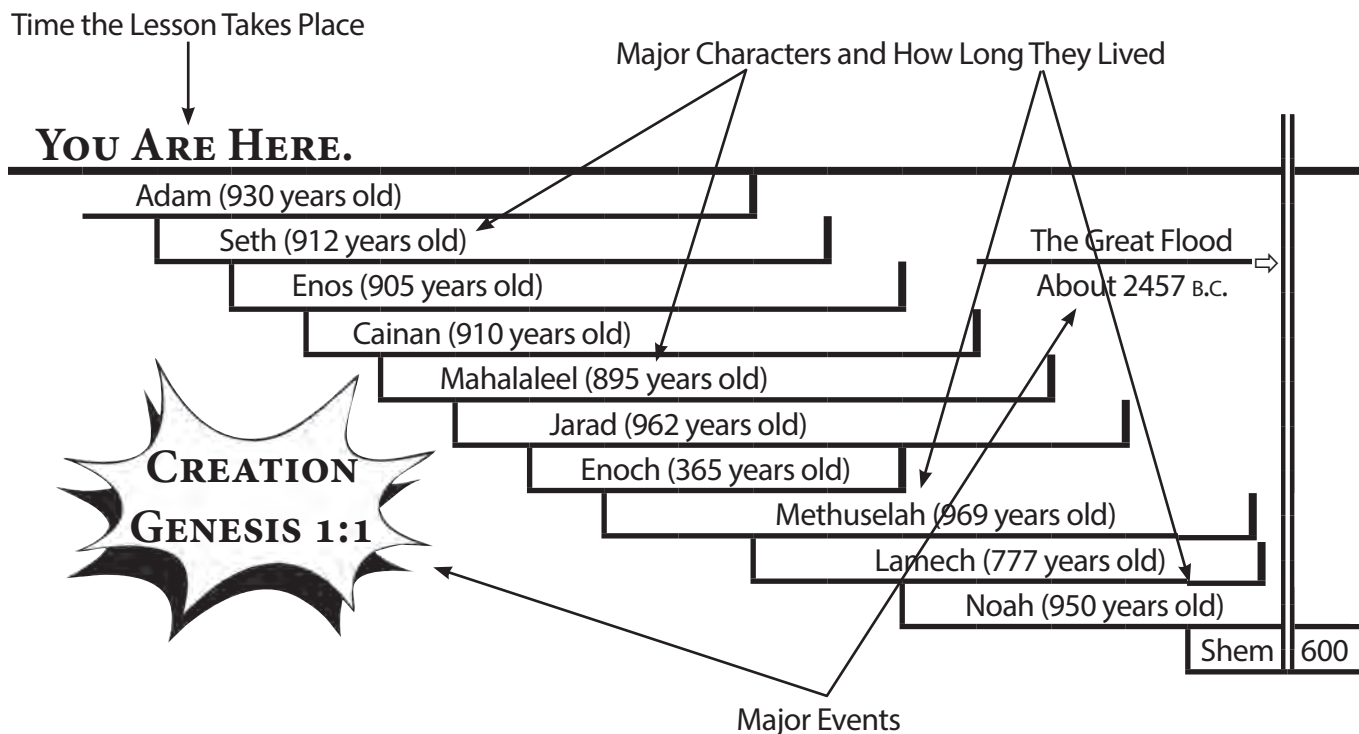 Time the Lesson Takes Place
Major Characters and How Long They Lived
YOU ARE HERE.
Adam (930 years old)
Seth (912 years old)
The Great Flood
Enos (905 years old)
About 2457 B.C.
Cainan (910 years old)
Mahalaleel (895 years old)
Jarad (962 years old)
CREATION
GENESIS 1:1
Enoch (365 years old)
Methuselah (969 years old)
Lamech (777 years old)
Noah (950 years old)
Shem 600
Major Events